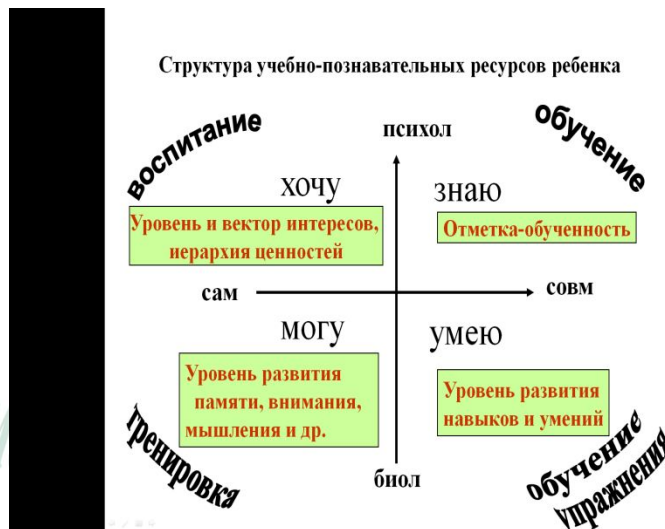 Структура учебно-познавательных ресурсов ребенка
воспитание
психол
обучение
хочу
знаю
Уровень и вектор интересов,
иерархия ценностей
Отметка-обученность
сам
совм
могу
умею
Уровень развития
памяти, внимания,
мышления и др.
Уровень развития
навыков и умений
тренировка
биол
обучение
упражнения